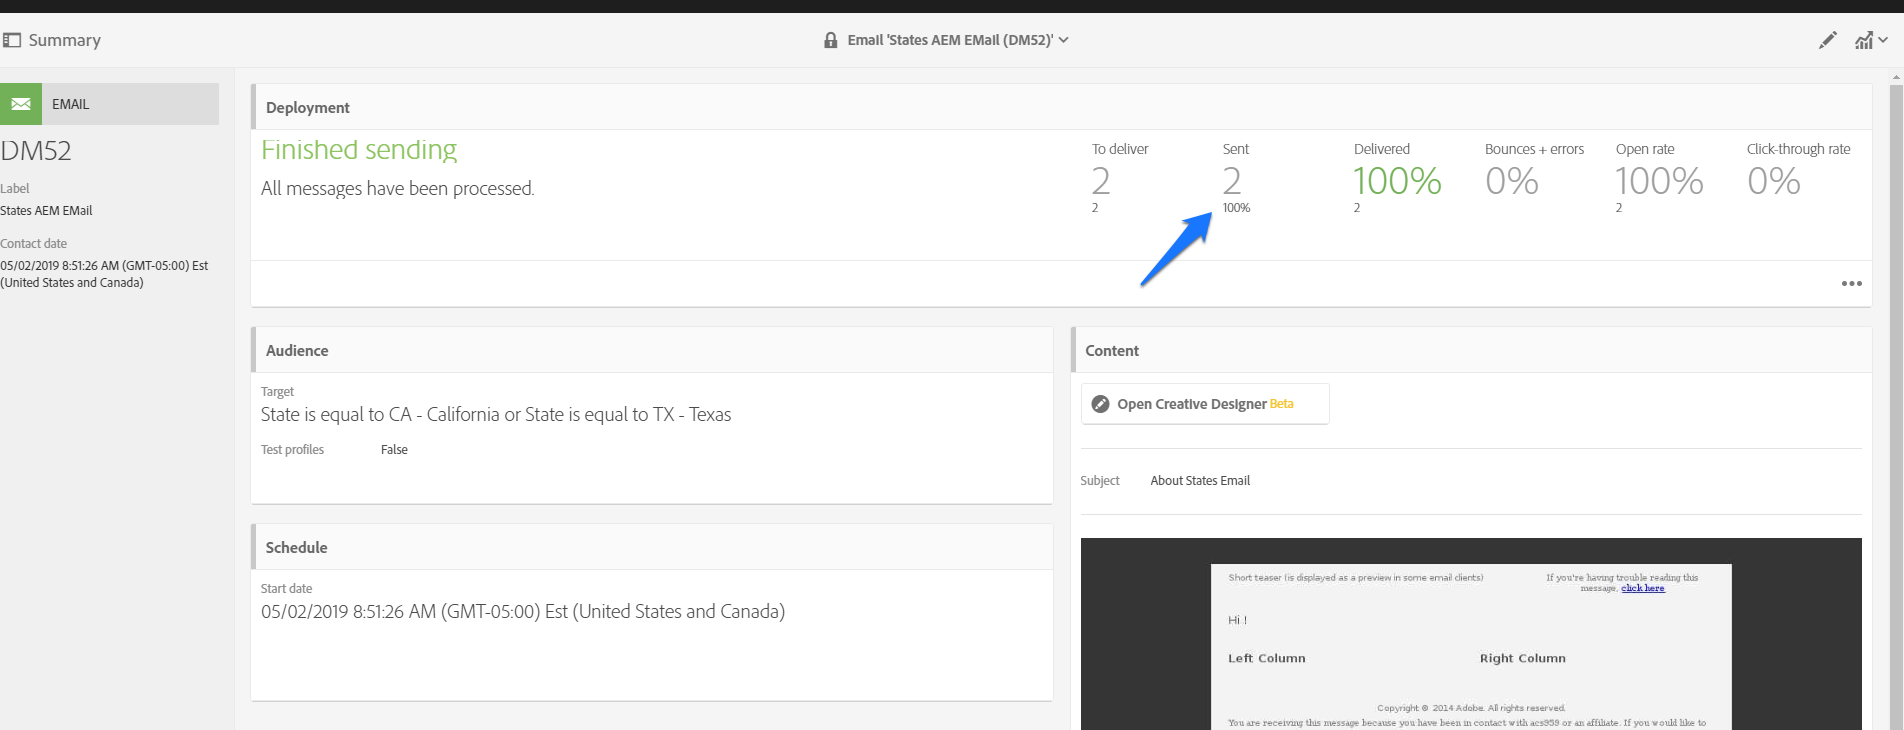 Summary
Email 'States AEM EMail (DM52)'
EMAIL
DM52
Label
States AEM EMail
Contact date
05/02/2019 8:51:26 AM (GMT-05:00) Est
(United States and Canada)
Deployment
Finished sending
All messages have been processed.
To deliver
2
2
Sent
2
100%
Delivered
100%
2
Bounces + errors
0%
Open rate
100%
2
Click-through rate
0%
Audience
Target
State is equal to CA - California or State is equal to TX - Texas
Test profiles False
Schedule
Start date
05/02/2019 8:51:26 AM (GMT-05:00) Est (United States and Canada)
Content
Open Creative Designer Beta
Subject About States Email
Short teaser (is displayed as a preview in some email clients)
If you're having trouble reading this
message, click here
Hi !
Left Column Right Column
Copyright © 2014 Adobe. All rights reserved.
You are receiving this message because you have been in contact with acs959 or an affiliate. If you would like to